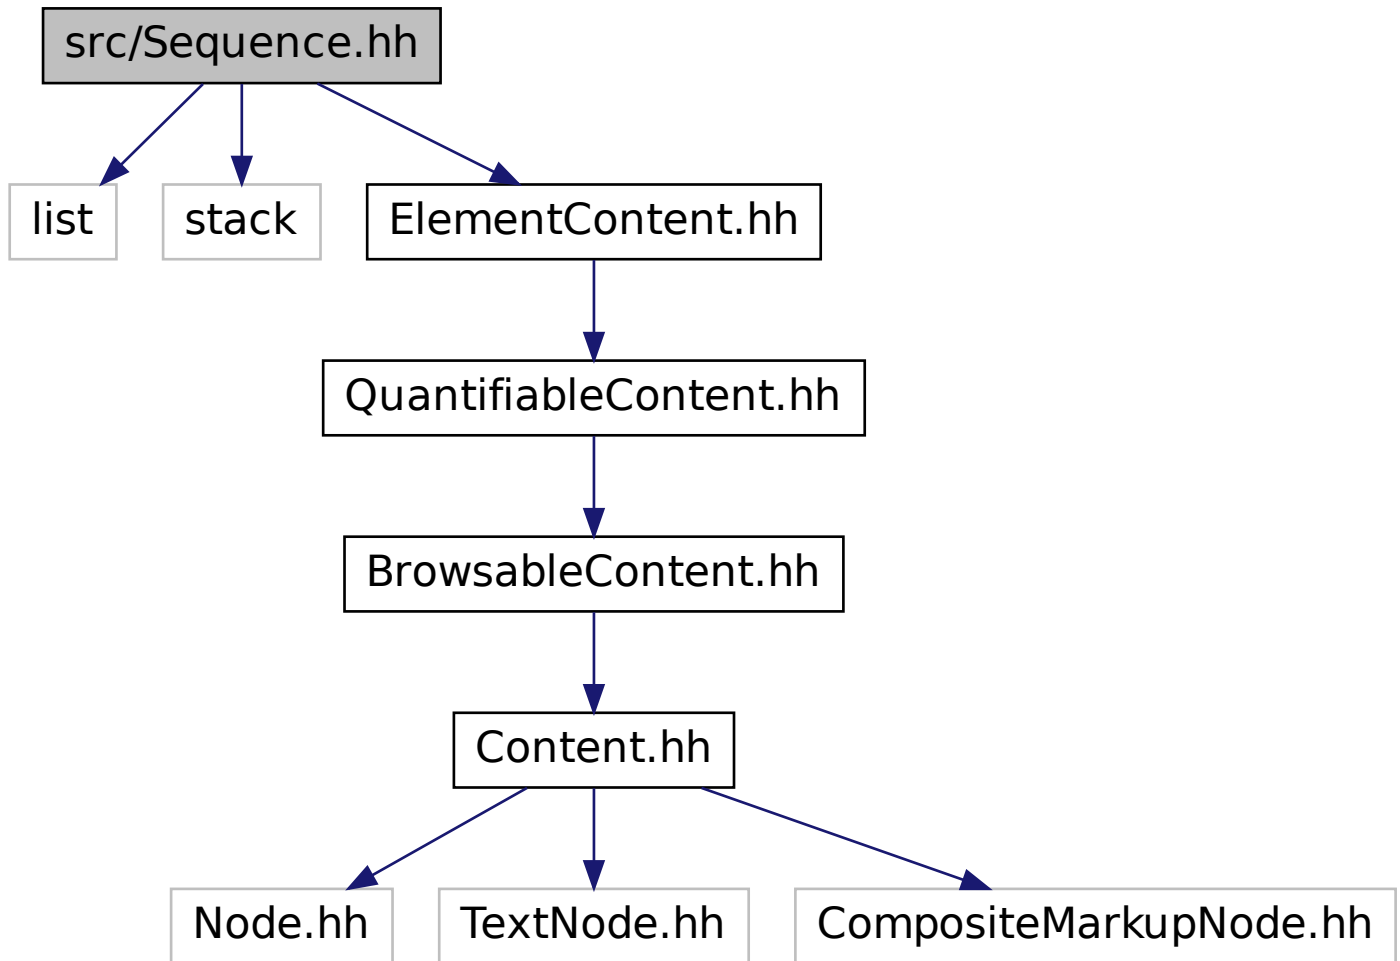 src/Sequence.hh
list
stack
ElementContent.hh
QuantifiableContent.hh
BrowsableContent.hh
Content.hh
Node.hh
TextNode.hh
CompositeMarkupNode.hh